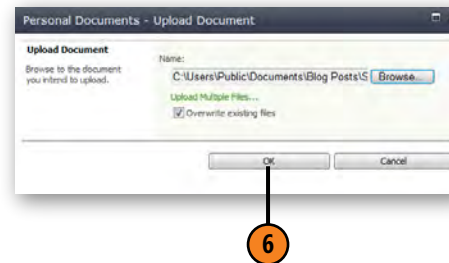 Personal Documents - Upload Document
Upload Document
Browse to the document
you intend to upload.
Name:
C:\Users\Public\Documents\Blog Posts\S
Browse...
Upload Multiple Files...
Overwrite existing files
OK
Cancel
6